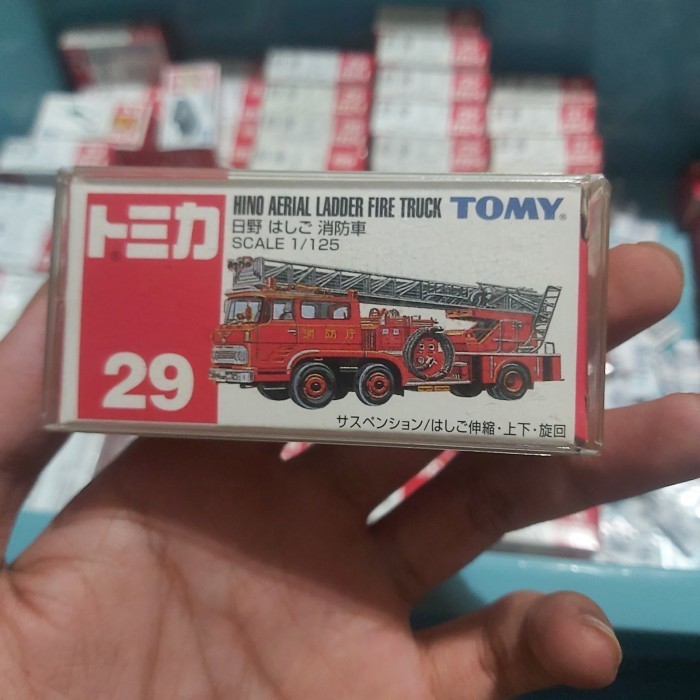 トミカ®
29
HINO AERIAL LADDER FIRE TRUCK TOMY®
日野 はしご 消防車
SCALE 1/125
消防庁
サスペンション/はしご伸縮・上下・旋回